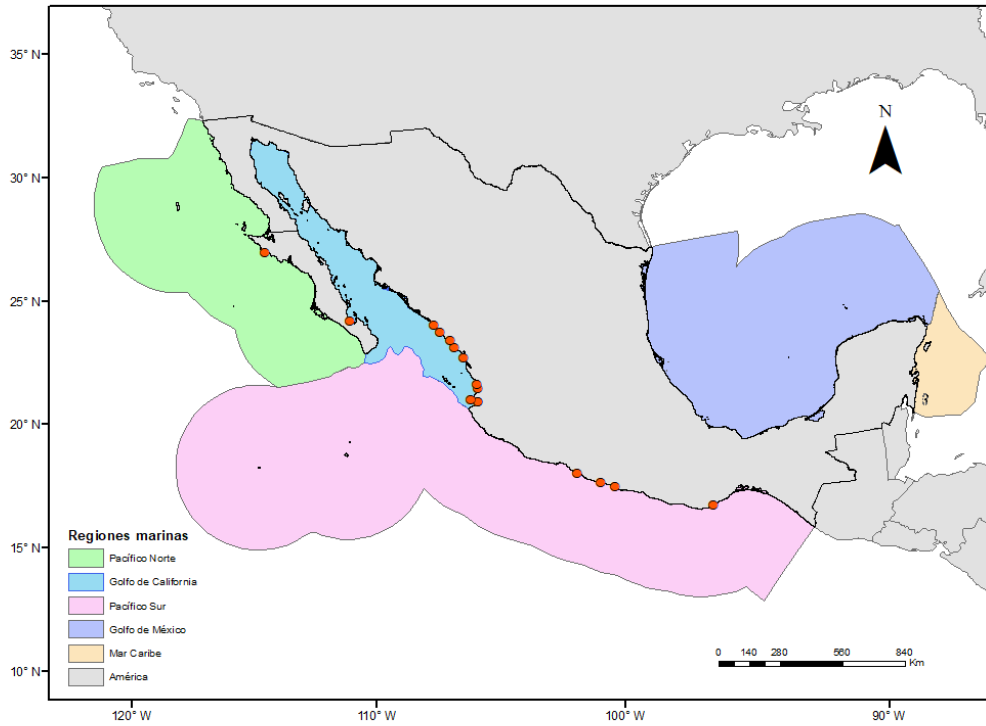 35° N
30° N
25° N
20° N
15° N
10° N
N
Regiones marinas
Pacífico Norte
Golfo de California
Pacífico Sur
Golfo de México
Mar Caribe
América
0 140 280 560 840
Km
120° W 110° W 100° W 90° W